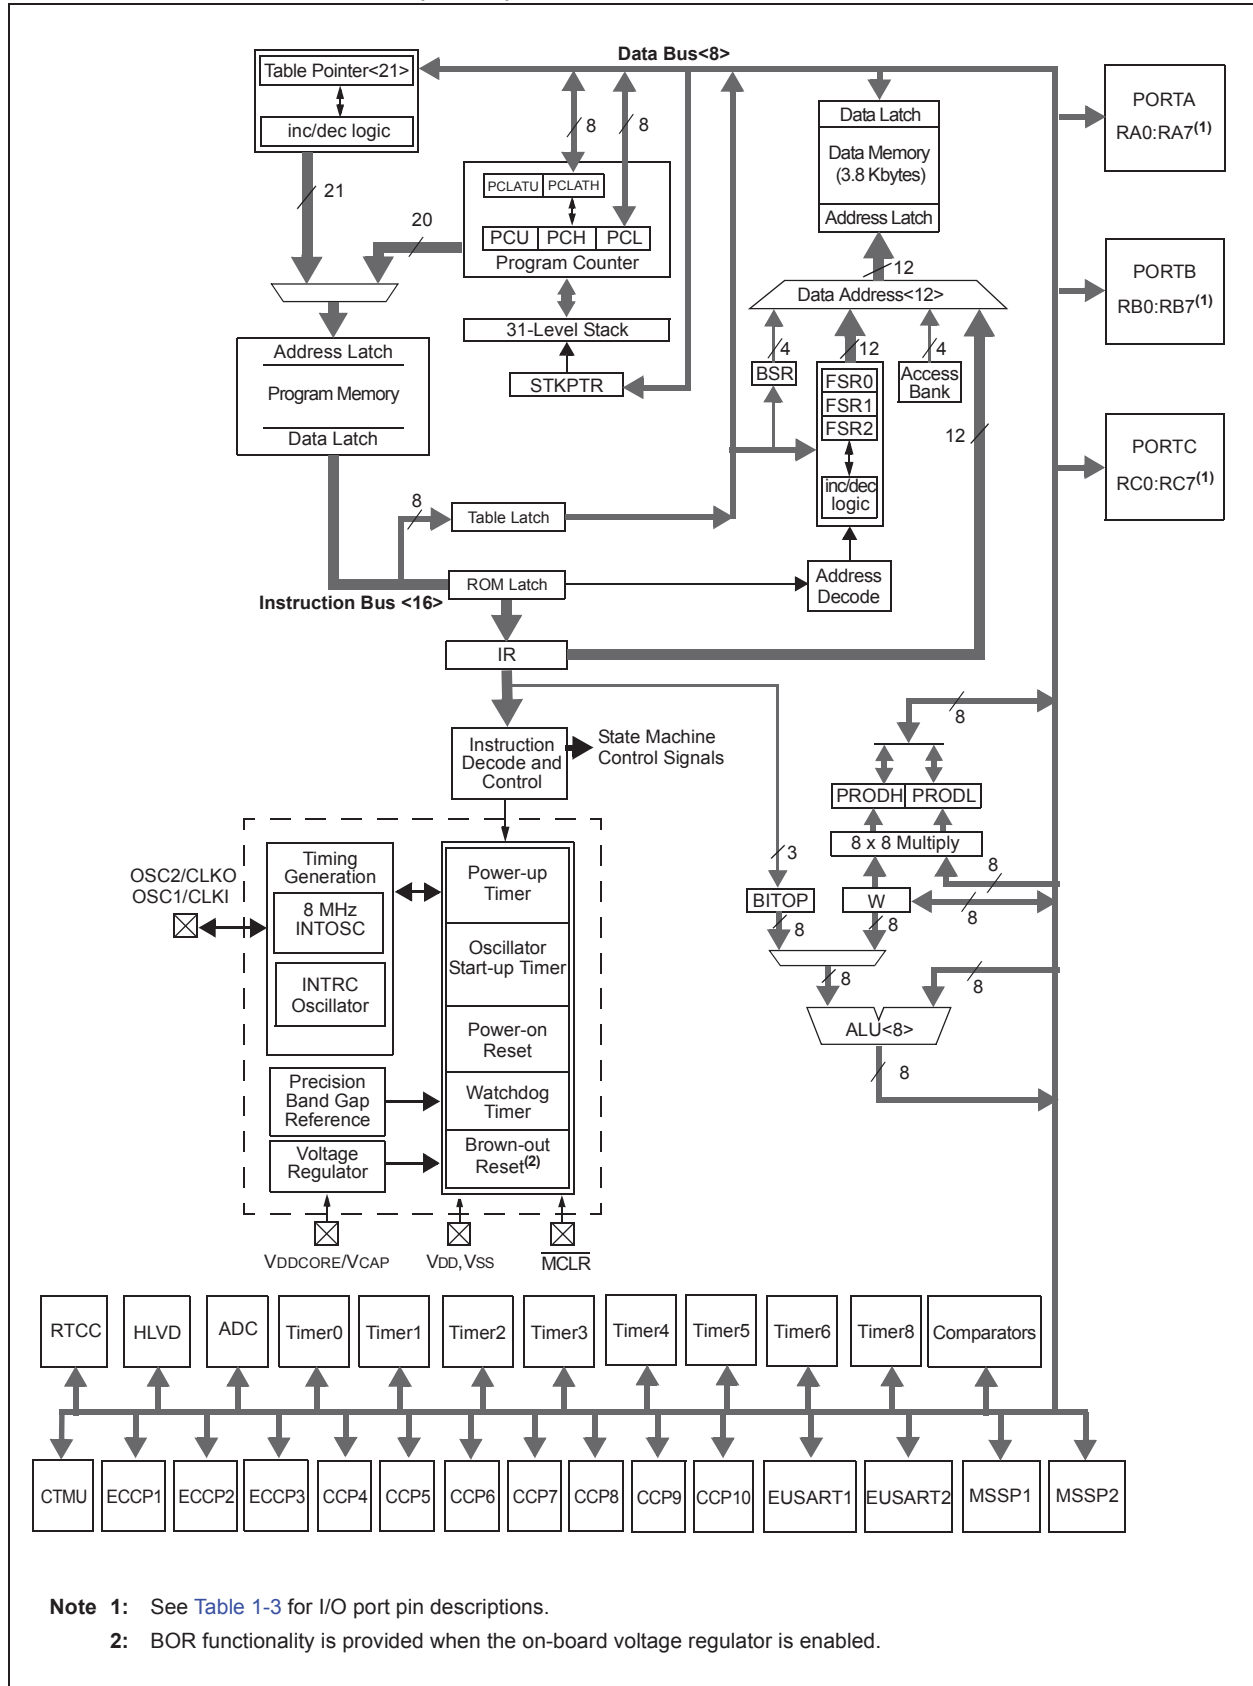 Data Bus<8>
Table Pointer<21>
inc/dec logic
21
20
8
8
PCLATU PCLATH
PCU PCH PCL
Program Counter
31-Level Stack
STKPTR
Address Latch
Program Memory
Data Latch
Data Latch
Data Memory
(3.8 Kbytes)
Address Latch
12
Data Address<12>
4
12
4
BSR
FSR0
FSR1
FSR2
inc/dec
logic
Access
Bank
12
PORTA
RA0:RA7(1)
PORTB
RB0:RB7(1)
PORTC
RC0:RC7(1)
8
Table Latch
ROM Latch
Instruction Bus <16>
Address
Decode
IR
Instruction
Decode and
Control
State Machine
Control Signals
8
PRODH PRODL
8 x 8 Multiply
3
8
BITOP
W
8
8
8
8
8
ALU<8>
8
OSC2/CLKO
OSC1/CLKI
Timing
Generation
8 MHz
INTOSC
INTRC
Oscillator
Power-up
Timer
Oscillator
Start-up Timer
Power-on
Reset
Watchdog
Timer
Brown-out
Reset(2)
Precision
Band Gap
Reference
Voltage
Regulator
VDDCORE/VCAP
VDD, VSS
MCLR
RTCC HLVD ADC Timer0 Timer1 Timer2 Timer3 Timer4 Timer5 Timer6 Timer8 Comparators
CTMU ECCP1 ECCP2 ECCP3 CCP4 CCP5 CCP6 CCP7 CCP8 CCP9 CCP10 EUSART1 EUSART2 MSSP1 MSSP2
Note 1: See Table 1-3 for I/O port pin descriptions.
2: BOR functionality is provided when the on-board voltage regulator is enabled.